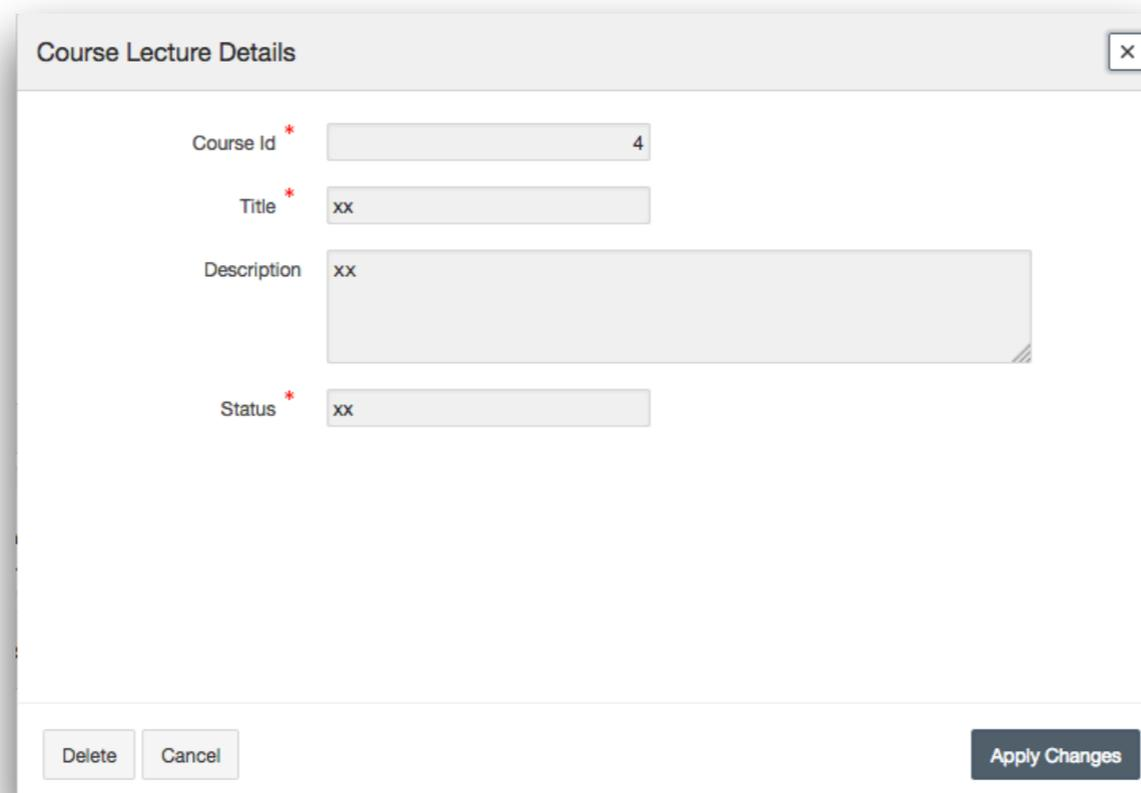 Course Lecture Details
Course Id * 4
Title * xx
Description xx
Status * xx
Delete Cancel Apply Changes